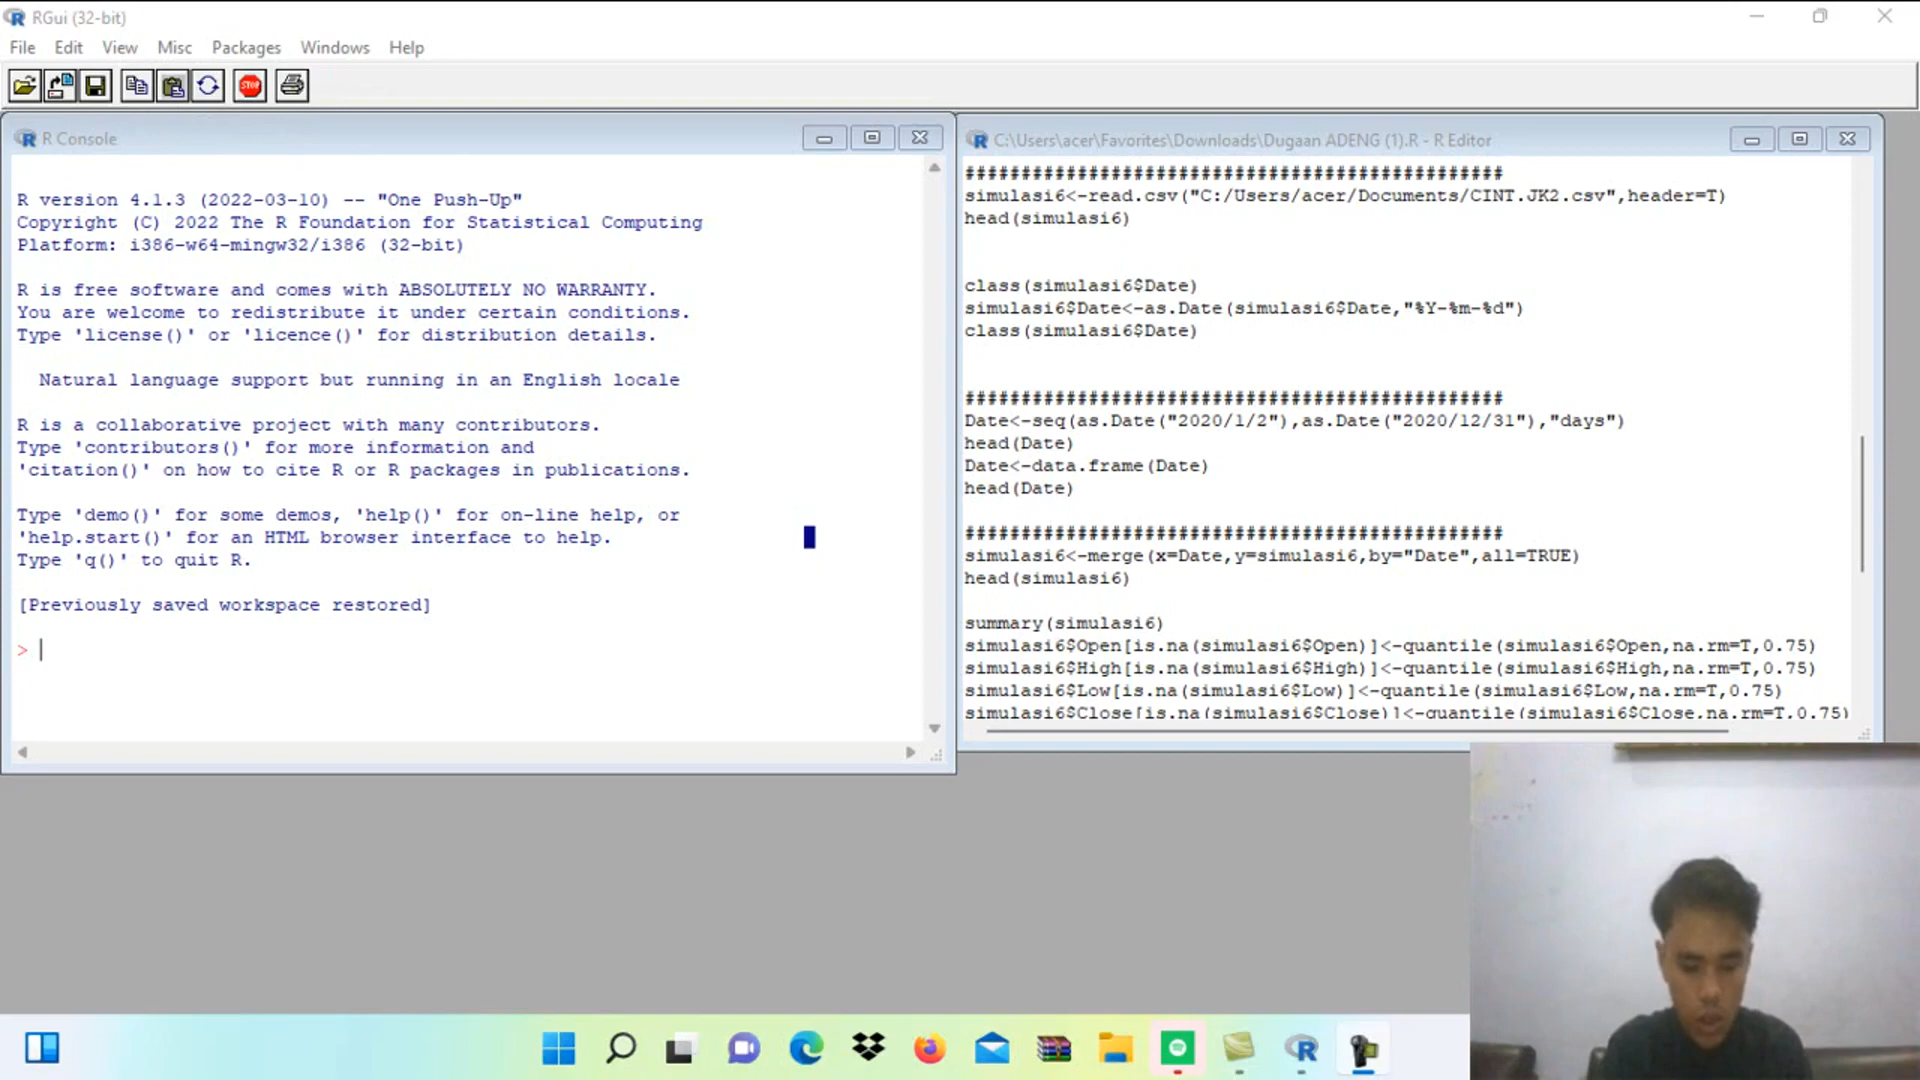 RGui (32-bit)
File Edit View Misc Packages Windows Help
STOP
R Console
R version 4.1.3 (2022-03-10) -- "One Push-Up"
Copyright (C) 2022 The R Foundation for Statistical Computing
Platform: i386-w64-mingw32/i386 (32-bit)
R is free software and comes with ABSOLUTELY NO WARRANTY.
You are welcome to redistribute it under certain conditions.
Type 'license()' or 'licence()' for distribution details.
Natural language support but running in an English locale
R is a collaborative project with many contributors.
Type 'contributors()' for more information and
'citation()' on how to cite R or R packages in publications.
Type 'demo()' for some demos, 'help()' for on-line help, or
'help.start()' for an HTML browser interface to help.
Type 'q()' to quit R.
[Previously saved workspace restored]
>
C:\Users\acer\Favorites\Downloads\Dugaan ADENG (1).R - R Editor
################################################
simulasi6<-read.csv("C:/Users/acer/Documents/CINT.JK2.csv",header=T)
head(simulasi6)
class(simulasi6$Date)
simulasi6$Date<-as.Date(simulasi6$Date,"%Y-%m-%d")
class(simulasi6$Date)
################################################
Date<-seq(as.Date("2020/1/2"),as.Date("2020/12/31"),"days")
head(Date)
Date<-data.frame(Date)
head(Date)
################################################
simulasi6<-merge(x=Date,y=simulasi6,by="Date",all=TRUE)
head(simulasi6)
summary(simulasi6)
simulasi6$Open[is.na(simulasi6$Open)]<-quantile(simulasi6$Open,na.rm=T,0.75)
simulasi6$High[is.na(simulasi6$High)]<-quantile(simulasi6$High,na.rm=T,0.75)
simulasi6$Low[is.na(simulasi6$Low)]<-quantile(simulasi6$Low,na.rm=T,0.75)
simulasi6$Close[is.na(simulasi6$Close)]<-quantile(simulasi6$Close,na.rm=T,0.75)